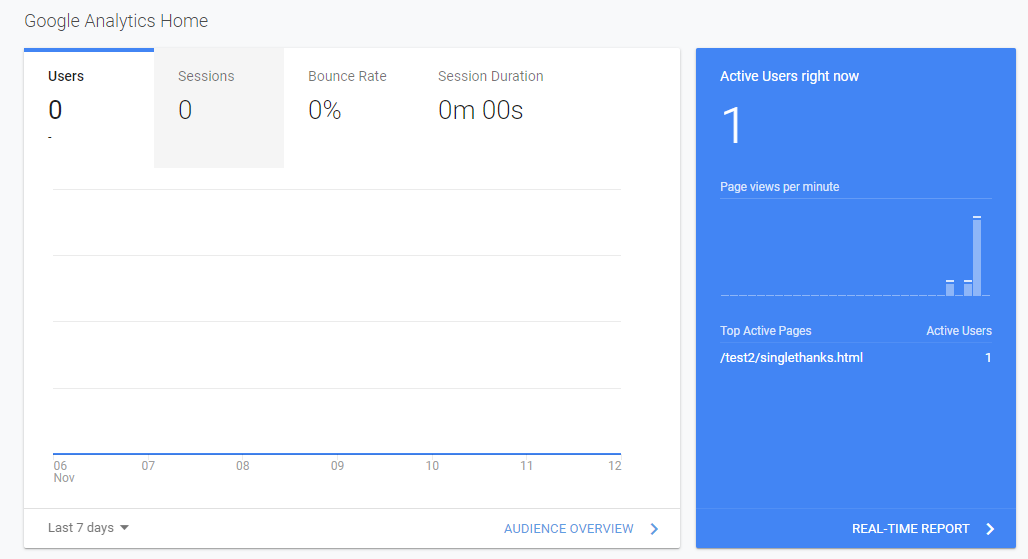 Google Analytics Home
Users
0
-
Sessions
0
Bounce Rate
0%
Session Duration
0m 00s
06
Nov
07
08
09
10
11
12
Last 7 days
AUDIENCE OVERVIEW
Active Users right now
1
Page views per minute
Top Active Pages Active Users
/test2/singlethanks.html 1
REAL-TIME REPORT